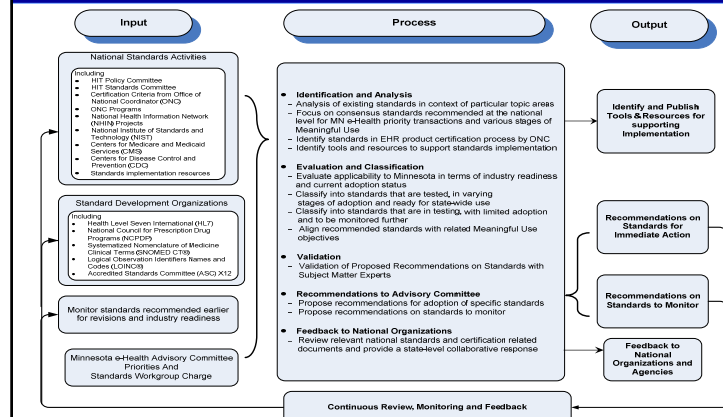 Input
Process
Output
National Standards Activities
Including
• HIT Policy Committee
• HIT Standards Committee
• Certification Criteria from Office of
National Coordinator (ONC)
• ONC Programs
• National Health Information Network
(NHIN) Projects
• National Institute of Standards and
Technology (NIST)
• Centers for Medicare and Medicaid
Services (CMS)
• Centers for Disease Control and
Prevention (CDC)
• Standards implementation resources
Standard Development Organizations
Including
• Health Level Seven International (HL7)
• National Council for Prescription Drug
Programs (NCPDP)
• Systematized Nomenclature of Medicine
Clinical Terms (SNOMED CT®)
• Logical Observation Identifiers Names and
Codes (LOINC®)
• Accredited Standards Committee (ASC) X12
Monitor standards recommended earlier
for revisions and industry readiness
Minnesota e-Health Advisory Committee
Priorities And
Standards Workgroup Charge
• Identification and Analysis
– Analysis of existing standards in context of particular topic areas
– Focus on consensus standards recommended at the national
level for MN e-Health priority transactions and various stages of
Meaningful Use
– Identify standards in EHR product certification process by ONC
– Identify tools and resources to support standards implementation
• Evaluation and Classification
– Evaluate applicability to Minnesota in terms of industry readiness
and current adoption status
– Classify into standards that are tested, in varying
stages of adoption and ready for state-wide use
– Classify into standards that are in testing, with limited adoption
and to be monitored further
– Align recommended standards with related Meaningful Use
objectives
• Validation
– Validation of Proposed Recommendations on Standards with
Subject Matter Experts
• Recommendations to Advisory Committee
– Propose recommendations for adoption of specific standards
– Propose recommendations on standards to monitor
• Feedback to National Organizations
– Review relevant national standards and certification related
documents and provide a state-level collaborative response
Identify and Publish
Tools & Resources for
supporting
Implementation
Recommendations on
Standards for
Immediate Action
Recommendations on
Standards to Monitor
Feedback to
National
Organizations and
Agencies
Continuous Review, Monitoring and Feedback